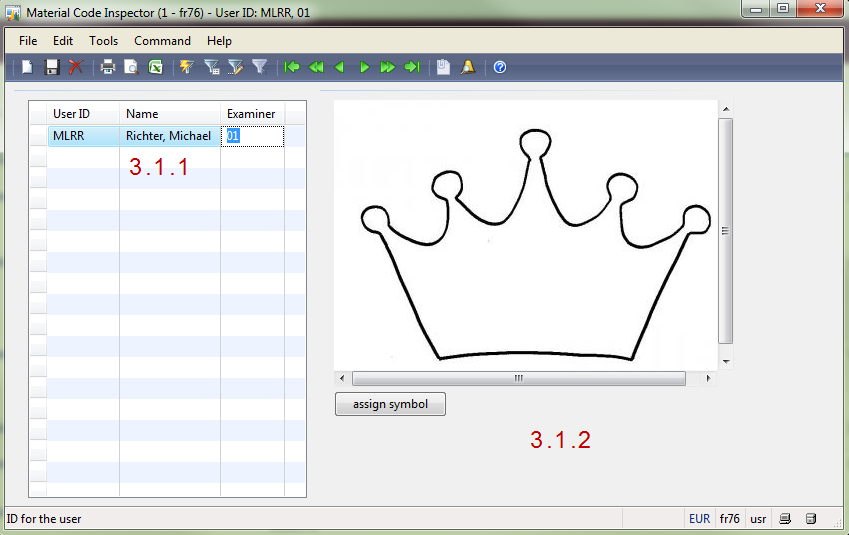 Material Code Inspector (1 - fr76) - User ID: MLRR, 01
File Edit Tools Command Help
User ID Name Examiner
MLRR Richter, Michael 01
3.1.1
assign symbol
3.1.2
ID for the user EUR fr76 usr